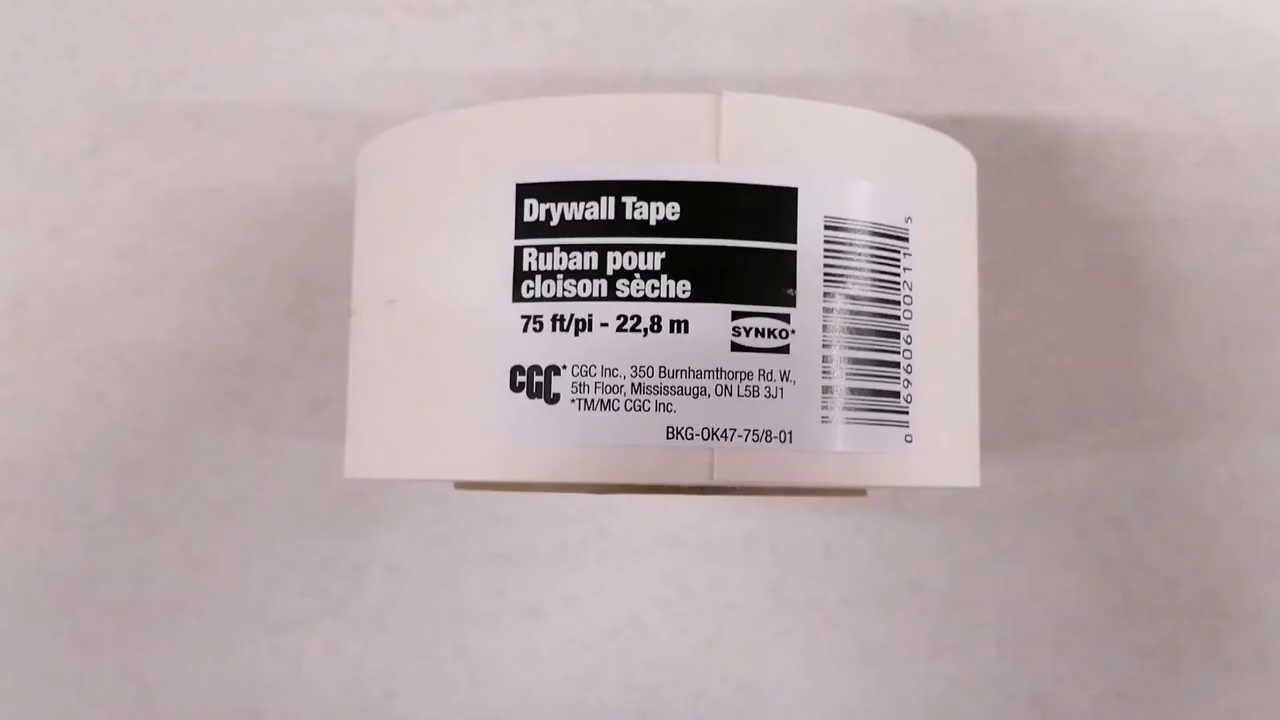 Drywall Tape
Ruban pour
cloison sèche
75 ft/pi - 22,8 m
SYNKO*
CGC* CGC Inc., 350 Burnhamthorpe Rd. W.,
5th Floor, Mississauga, ON L5B 3J1
*TM/MC CGC Inc.
BKG-OK47-75/8-01
0 69606 00211 5